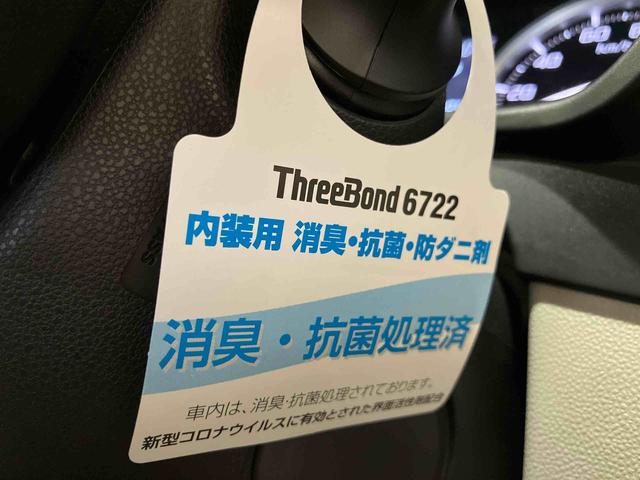 ThreeBond 6722
内装用 消臭・抗菌・防ダニ剤
消臭・抗菌処理済
車内は、消臭・抗菌処理されております。
新型コロナウイルスに有効とされた界面活性剤配合
40
20